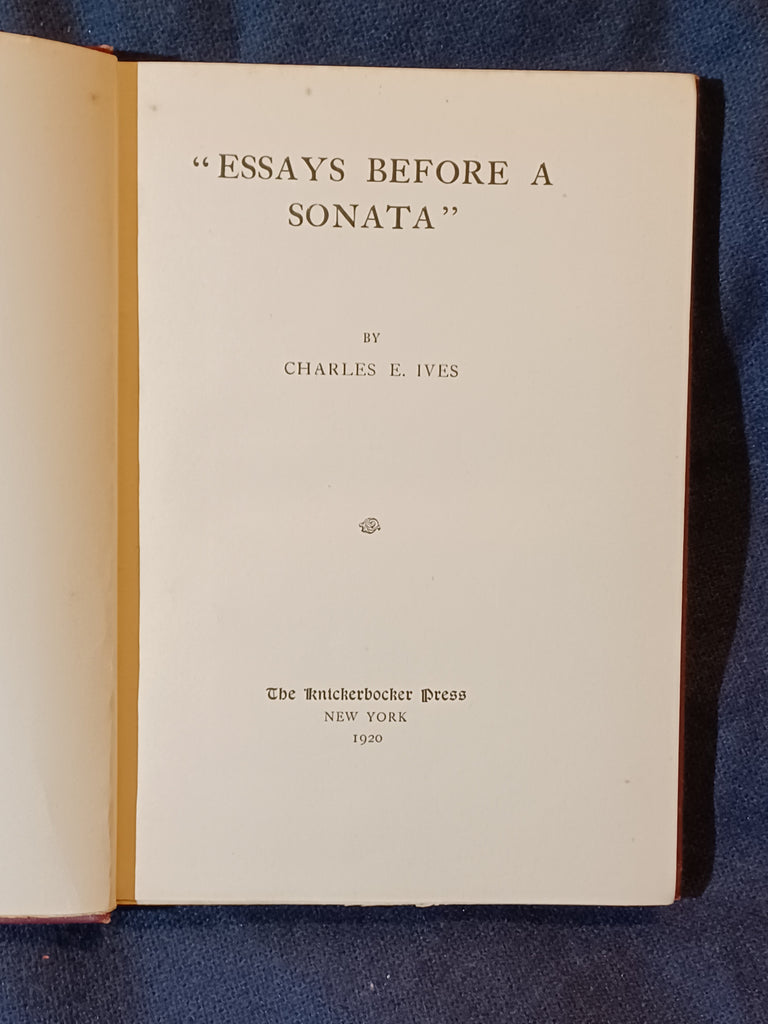 “ESSAYS BEFORE A
SONATA”
BY
CHARLES E. IVES
The Knickerbocker Press
NEW YORK
1920